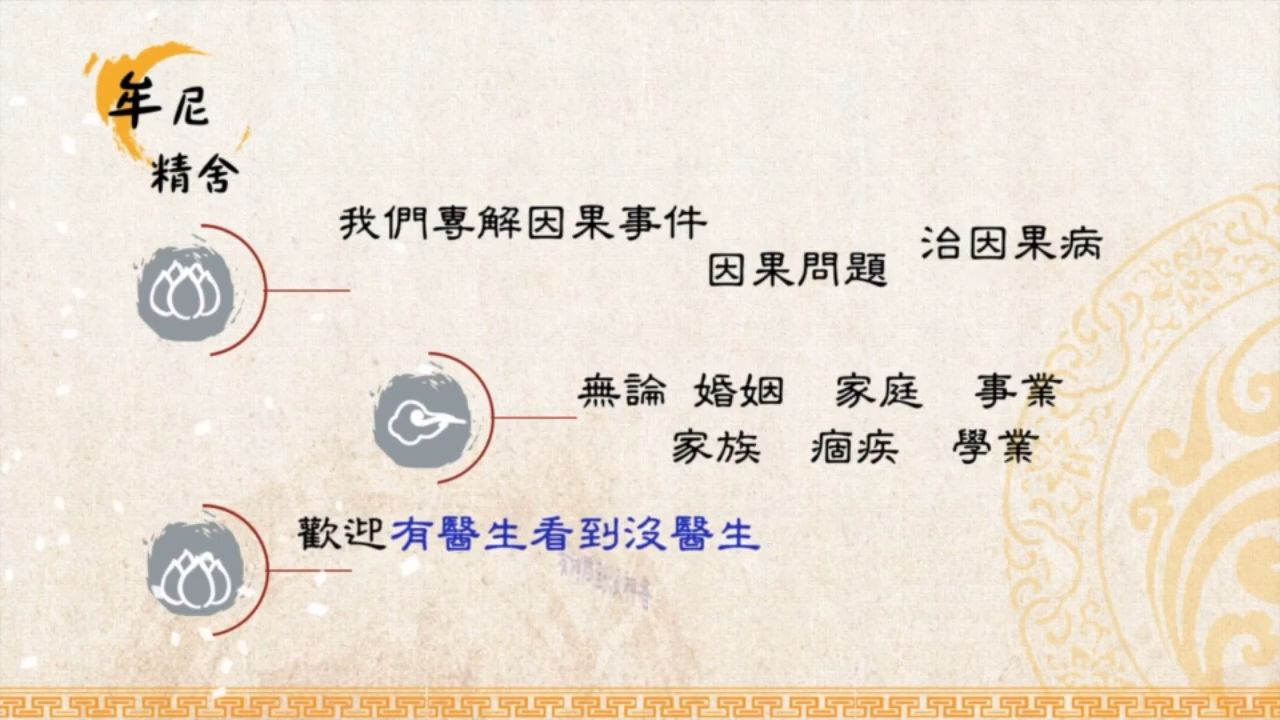 牟尼
精舍
我們專解因果事件
因果問題
治因果病
無論 婚姻 家庭 事業
家族 痼疾 學業
歡迎有醫生看到沒醫生